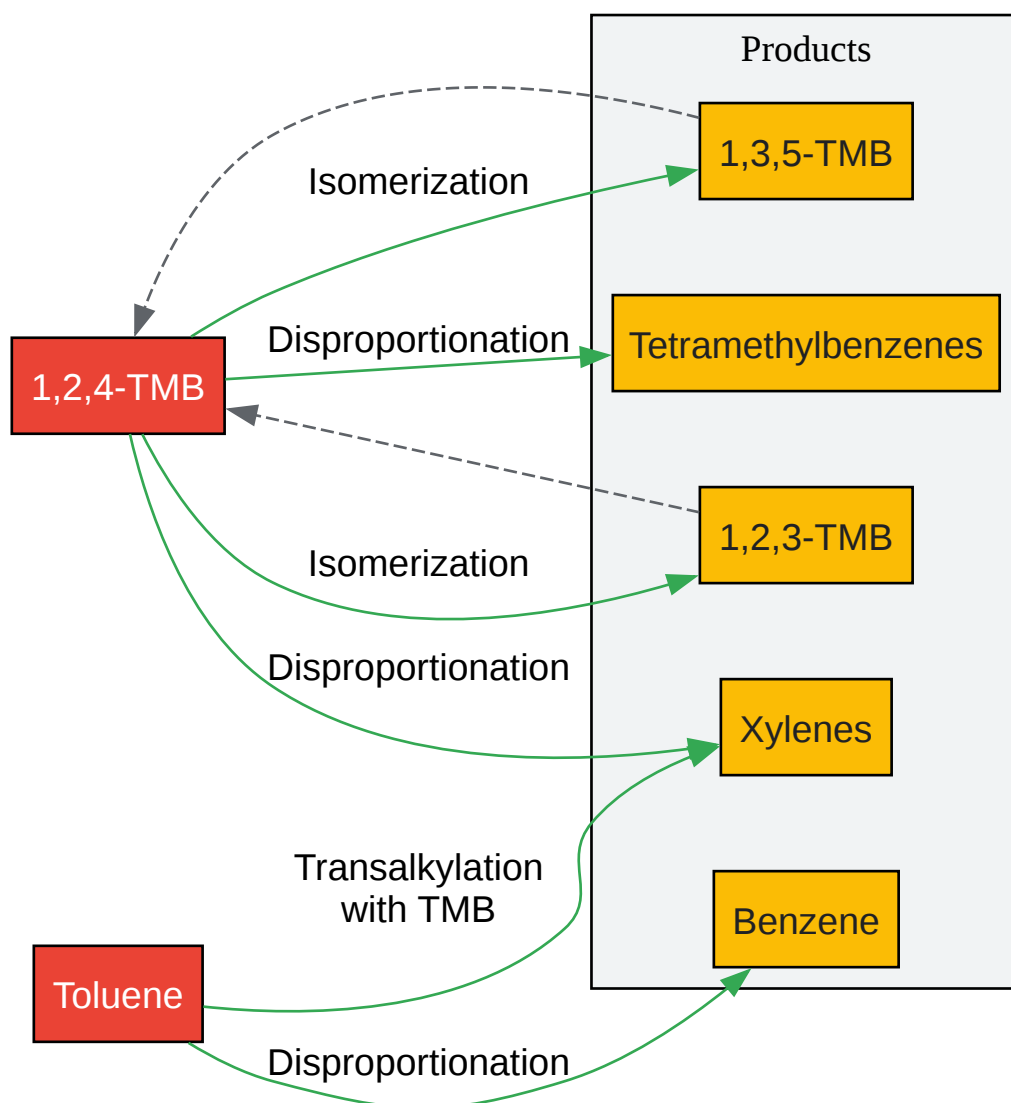 Products
1,3,5-TMB
Isomerization
Disproportionation
Tetramethylbenzenes
1,2,4-TMB
1,2,3-TMB
Isomerization
Disproportionation
Xylenes
Transalkylation
with TMB
Benzene
Toluene
Disproportionation